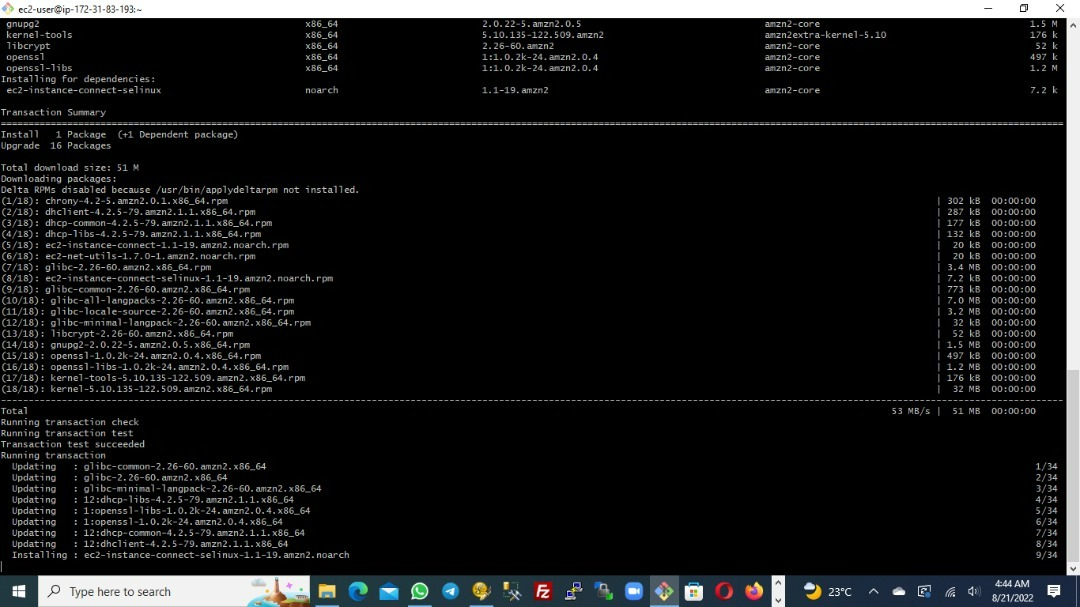 ec2-user@ip-172-31-83-193:~
gnupg2 x86_64 2.0.22-5.amzn2.0.5 amzn2-core 1.5 M
kernel-tools x86_64 5.10.135-122.509.amzn2 amzn2extra-kernel-5.10 176 k
libcrypt x86_64 2.26-60.amzn2 amzn2-core 52 k
openssl x86_64 1:1.0.2k-24.amzn2.0.4 amzn2-core 497 k
openssl-libs x86_64 1:1.0.2k-24.amzn2.0.4 amzn2-core 1.2 M
Installing for dependencies:
ec2-instance-connect-selinux noarch 1.1-19.amzn2 amzn2-core 7.2 k
Transaction Summary
Install 1 Package (+1 Dependent package)
Upgrade 16 Packages
Total download size: 51 M
Downloading packages:
Delta RPMs disabled because /usr/bin/applydeltarpm not installed.
(1/18): chrony-4.2-5.amzn2.0.1.x86_64.rpm | 302 kB 00:00:00
(2/18): dhclient-4.2.5-79.amzn2.1.1.x86_64.rpm | 287 kB 00:00:00
(3/18): dhcp-common-4.2.5-79.amzn2.1.1.x86_64.rpm | 177 kB 00:00:00
(4/18): dhcp-libs-4.2.5-79.amzn2.1.1.x86_64.rpm | 132 kB 00:00:00
(5/18): ec2-instance-connect-1.1-19.amzn2.noarch.rpm | 20 kB 00:00:00
(6/18): ec2-net-utils-1.7.0-1.amzn2.noarch.rpm | 20 kB 00:00:00
(7/18): glibc-2.26-60.amzn2.x86_64.rpm | 3.4 MB 00:00:00
(8/18): ec2-instance-connect-selinux-1.1-19.amzn2.noarch.rpm | 7.2 kB 00:00:00
(9/18): glibc-common-2.26-60.amzn2.x86_64.rpm | 773 kB 00:00:00
(10/18): glibc-all-langpacks-2.26-60.amzn2.x86_64.rpm | 7.0 MB 00:00:00
(11/18): glibc-locale-source-2.26-60.amzn2.x86_64.rpm | 3.2 MB 00:00:00
(12/18): glibc-minimal-langpack-2.26-60.amzn2.x86_64.rpm | 32 kB 00:00:00
(13/18): libcrypt-2.26-60.amzn2.x86_64.rpm | 52 kB 00:00:00
(14/18): gnupg2-2.0.22-5.amzn2.0.5.x86_64.rpm | 1.5 MB 00:00:00
(15/18): openssl-1.0.2k-24.amzn2.0.4.x86_64.rpm | 497 kB 00:00:00
(16/18): openssl-libs-1.0.2k-24.amzn2.0.4.x86_64.rpm | 1.2 MB 00:00:00
(17/18): kernel-tools-5.10.135-122.509.amzn2.x86_64.rpm | 176 kB 00:00:00
(18/18): kernel-5.10.135-122.509.amzn2.x86_64.rpm | 32 MB 00:00:00
Total 53 MB/s | 51 MB 00:00:00
Running transaction check
Running transaction test
Transaction test succeeded
Running transaction
Updating : glibc-common-2.26-60.amzn2.x86_64 1/34
Updating : glibc-2.26-60.amzn2.x86_64 2/34
Updating : glibc-minimal-langpack-2.26-60.amzn2.x86_64 3/34
Updating : 12:dhcp-libs-4.2.5-79.amzn2.1.1.x86_64 4/34
Updating : 1:openssl-libs-1.0.2k-24.amzn2.0.4.x86_64 5/34
Updating : 1:openssl-1.0.2k-24.amzn2.0.4.x86_64 6/34
Updating : 12:dhcp-common-4.2.5-79.amzn2.1.1.x86_64 7/34
Updating : 12:dhclient-4.2.5-79.amzn2.1.1.x86_64 8/34
Installing : ec2-instance-connect-selinux-1.1-19.amzn2.noarch 9/34
Type here to search
23°C
4:44 AM
8/21/2022